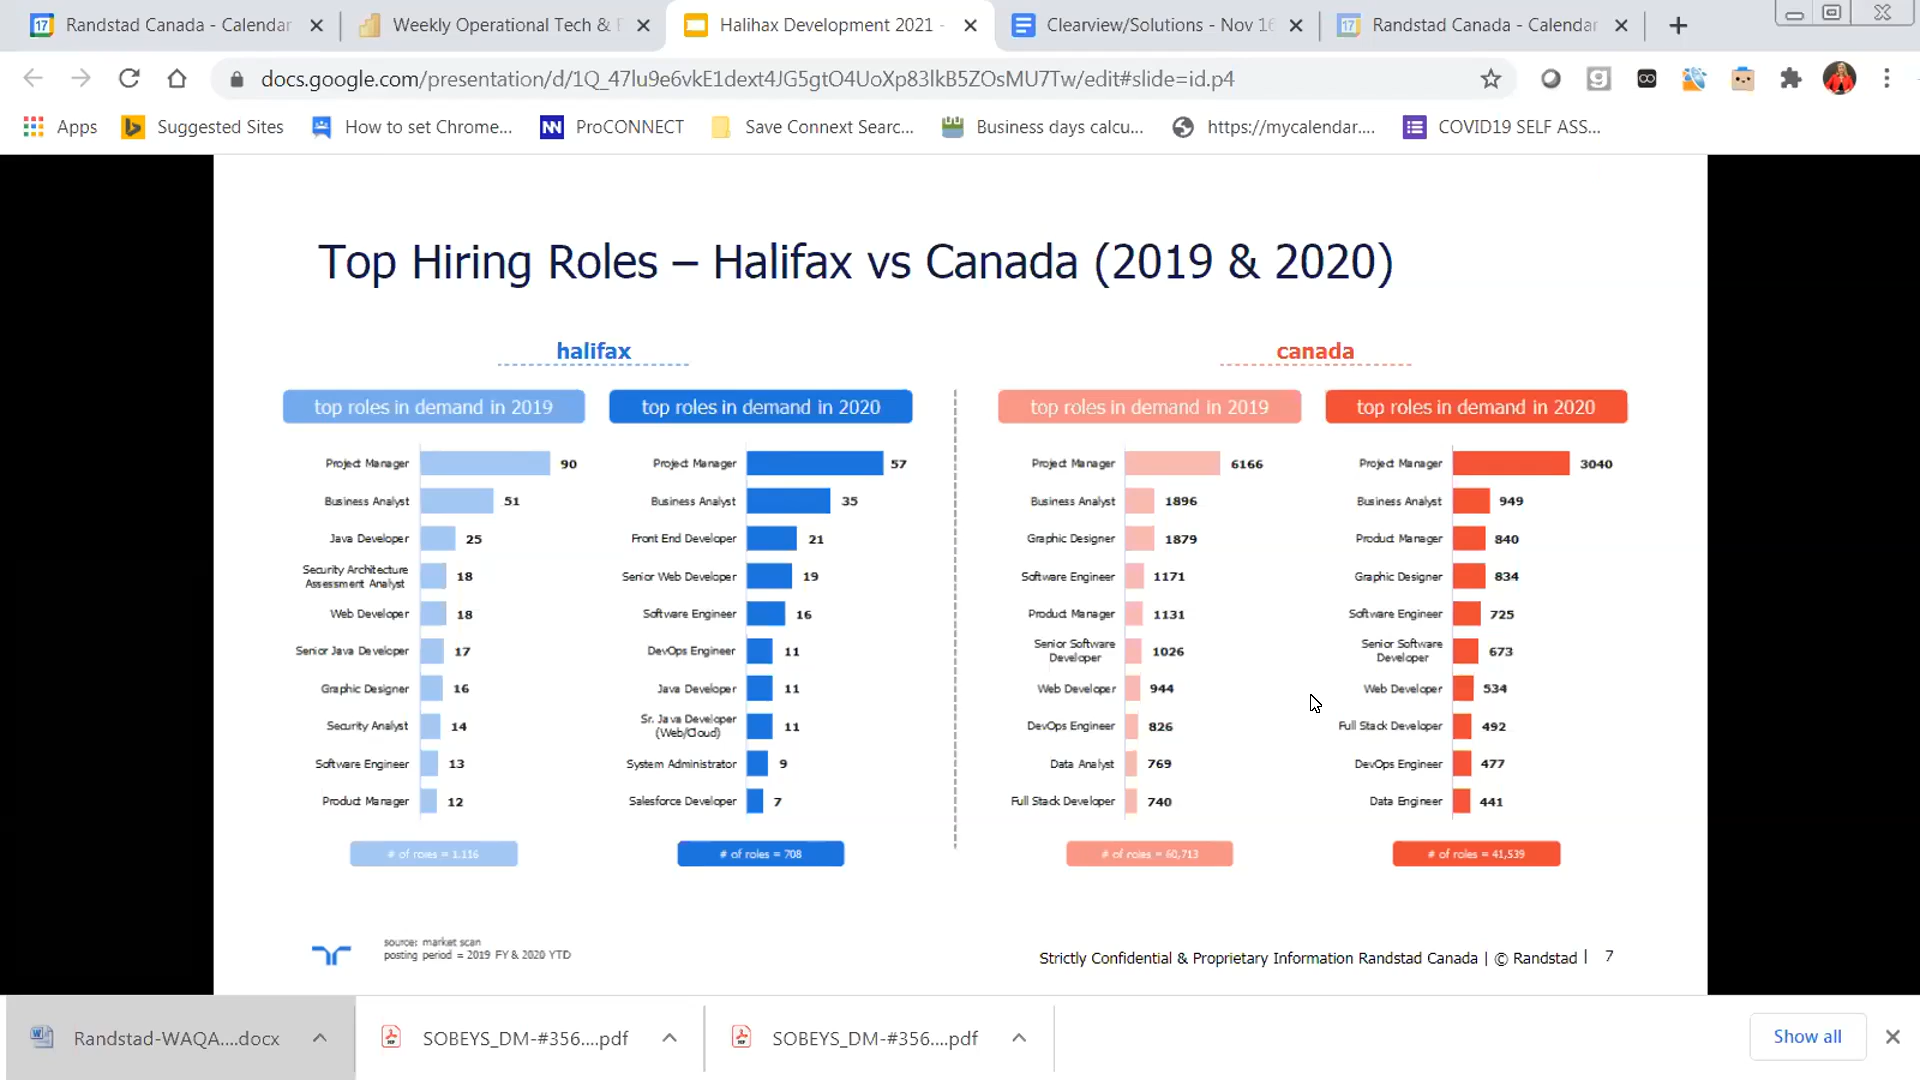 17 Randstad Canada - Calendar
Weekly Operational Tech &
Halihax Development 2021 -
Clearview/Solutions - Nov 16
17 Randstad Canada - Calendar
docs.google.com/presentation/d/1Q_47lu9e6vkE1dext4JG5gtO4UoXp83lkB5ZOsMU7Tw/edit#slide=id.p4
Apps
Suggested Sites
How to set Chrome...
ProCONNECT
Save Connext Searc...
Business days calcu...
https://mycalendar....
COVID19 SELF ASS...
Top Hiring Roles – Halifax vs Canada (2019 & 2020)
halifax
top roles in demand in 2019
Project Manager 90
Business Analyst 51
Java Developer 25
Security Architecture
Assessment Analyst 18
Web Developer 18
Senior Java Developer 17
Graphic Designer 16
Security Analyst 14
Software Engineer 13
Product Manager 12
# of roles = 1,116
top roles in demand in 2020
Project Manager 57
Business Analyst 35
Front End Developer 21
Senior Web Developer 19
Software Engineer 16
DevOps Engineer 11
Java Developer 11
Sr. Java Developer
(Web/Cloud) 11
System Administrator 9
Salesforce Developer 7
# of roles = 708
canada
top roles in demand in 2019
Project Manager 6166
Business Analyst 1896
Graphic Designer 1879
Software Engineer 1171
Product Manager 1131
Senior Software
Developer 1026
Web Developer 944
DevOps Engineer 826
Data Analyst 769
Full Stack Developer 740
# of roles = 60,713
top roles in demand in 2020
Project Manager 3040
Business Analyst 949
Product Manager 840
Graphic Designer 834
Software Engineer 725
Senior Software
Developer 673
Web Developer 534
Full Stack Developer 492
DevOps Engineer 477
Data Engineer 441
# of roles = 41,539
source: market scan
posting period = 2019 FY & 2020 YTD
Strictly Confidential & Proprietary Information Randstad Canada | © Randstad | 7
Randstad-WAQA....docx
SOBEYS_DM-#356....pdf
SOBEYS_DM-#356....pdf
Show all